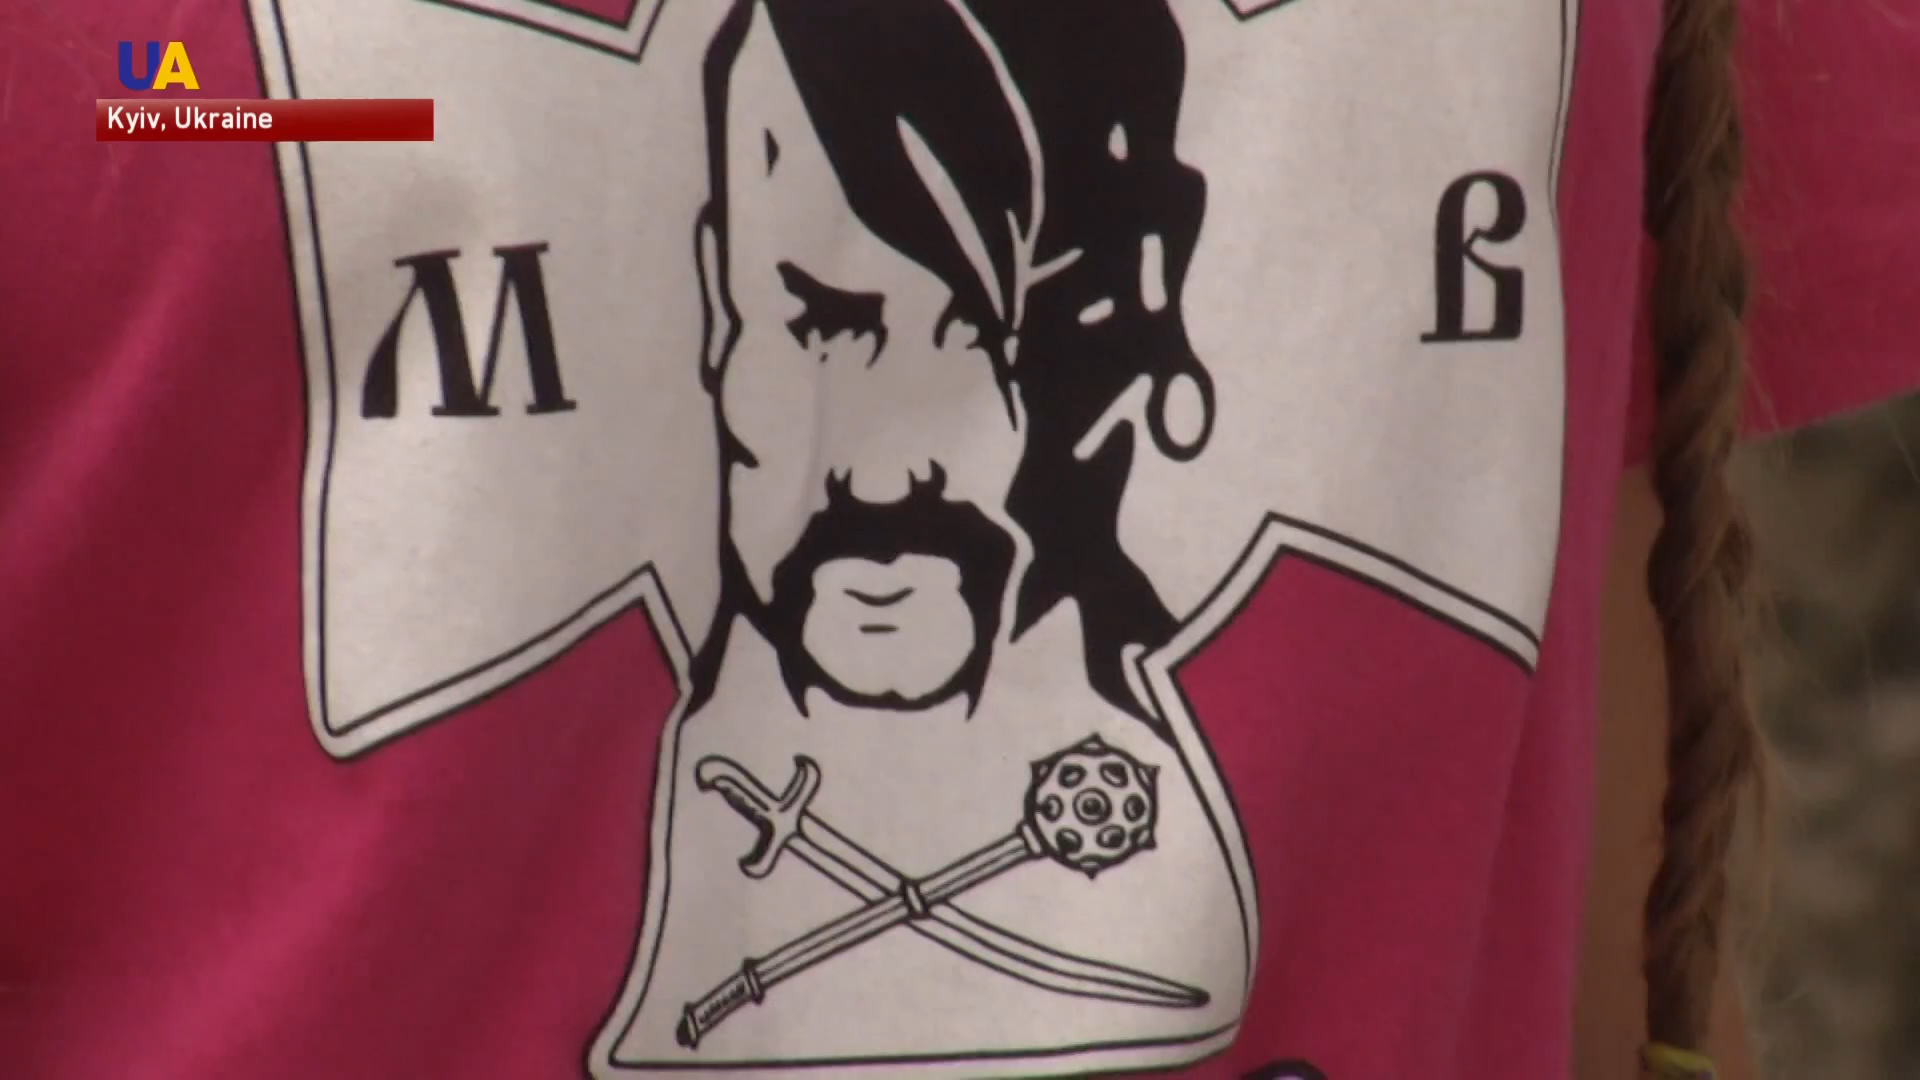 UA
Kyiv, Ukraine
М В